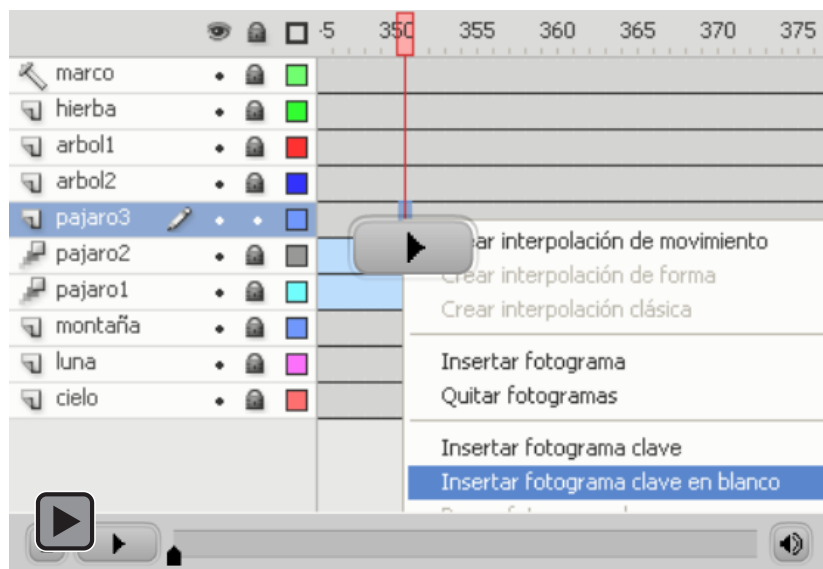 5 350 355 360 365 370 375
marco
hierba
arbol1
arbol2
pajaro3
pajaro2
ear interpolación de movimiento
Crear interpolación de forma
pajaro1
Crear interpolación clásica
montaña
luna
Insertar fotograma
cielo
Quitar fotogramas
Insertar fotograma clave
Insertar fotograma clave en blanco